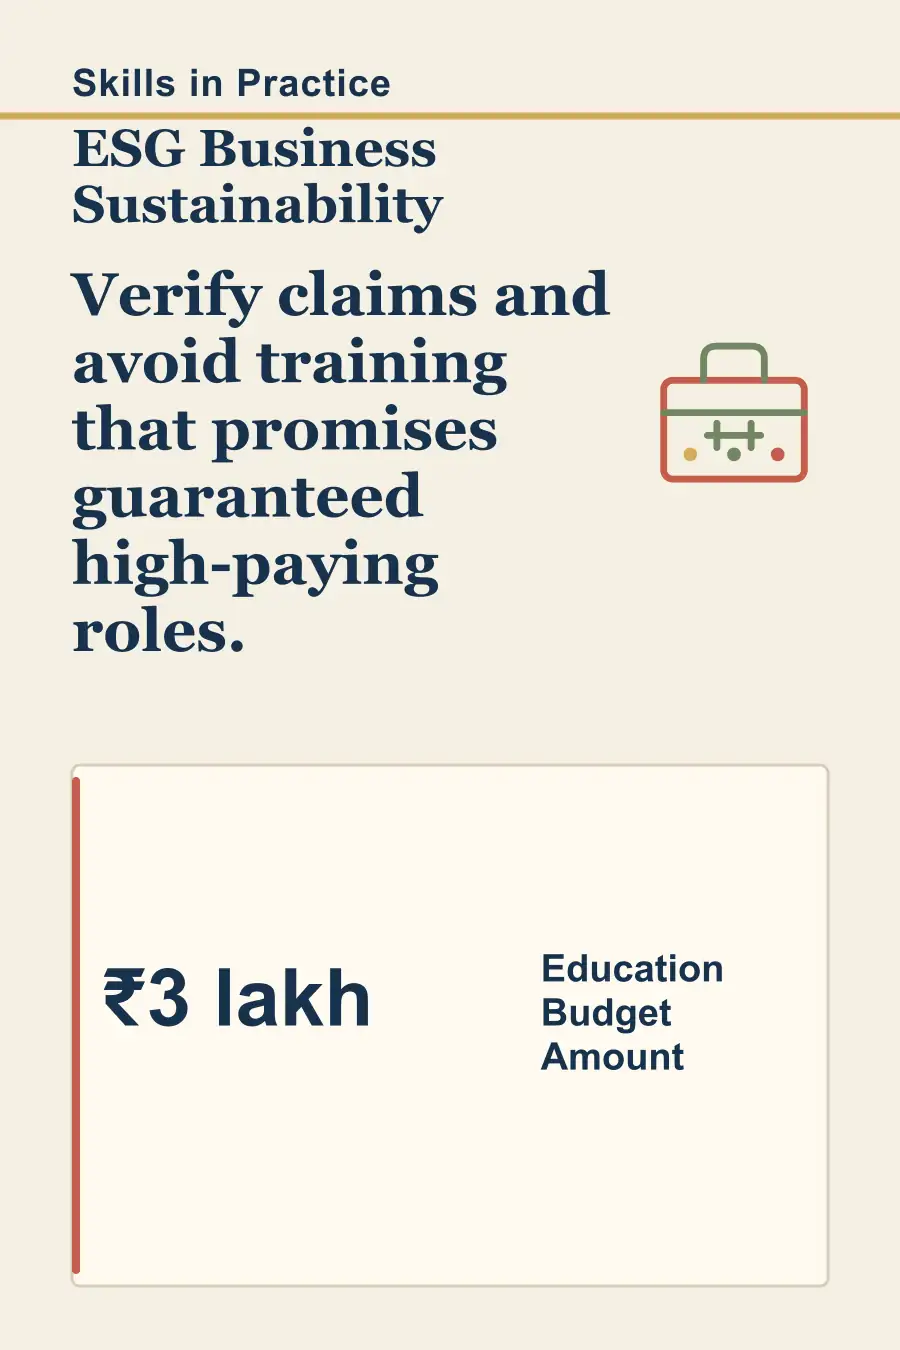 Skills in Practice
ESG Business
Sustainability
Verify claims and
avoid training
that promises
guaranteed
high-paying
roles.
₹3 lakh
Education
Budget
Amount